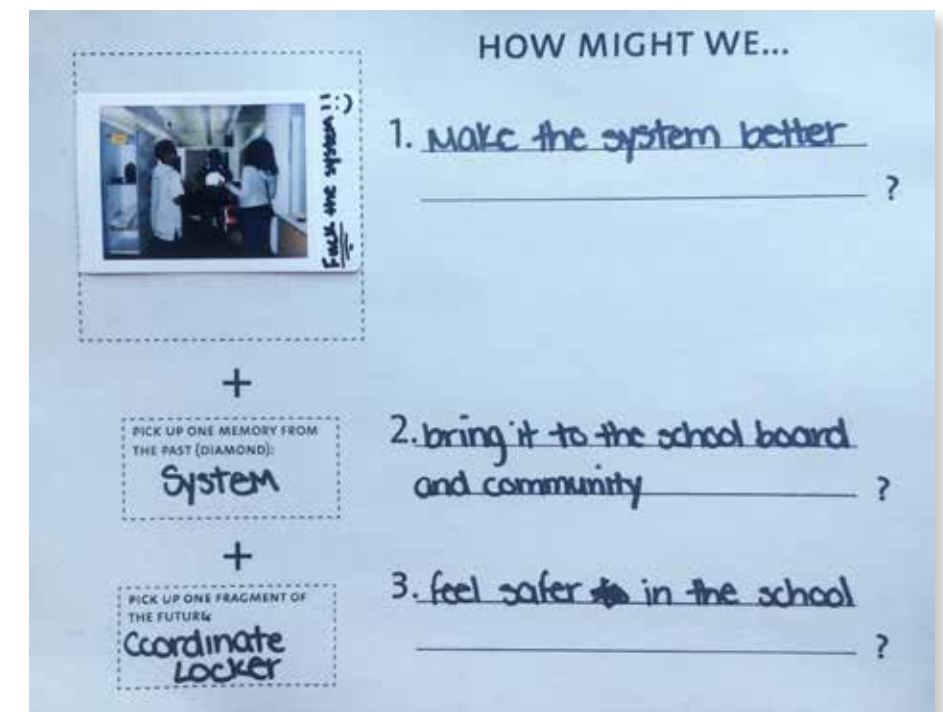 HOW MIGHT WE...
Fuck the system!! :)
1. Make the system better
?
+
PICK UP ONE MEMORY FROM
THE PAST (DIAMOND):
System
2. bring it to the school board
and community ?
+
PICK UP ONE FRAGMENT OF
THE FUTURE:
Coordinate
Locker
3. feel safer in the school
?